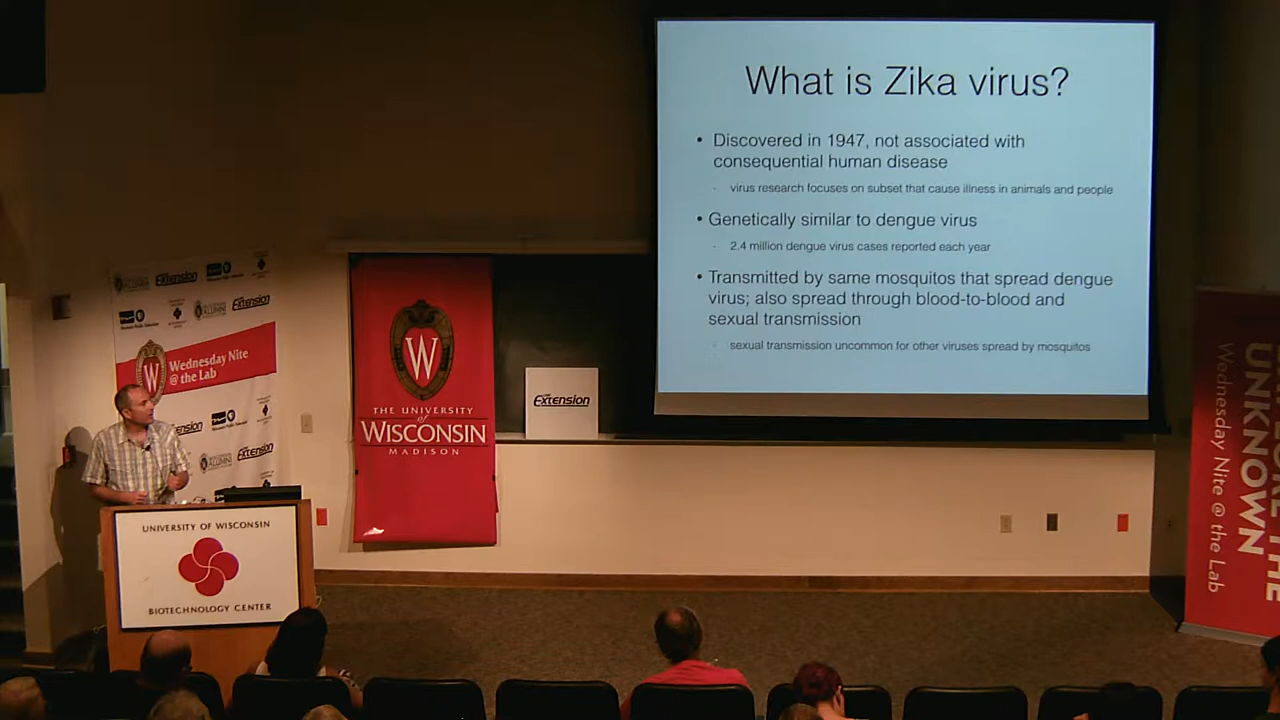 What is Zika virus?
• Discovered in 1947, not associated with
consequential human disease
- virus research focuses on subset that cause illness in animals and people
• Genetically similar to dengue virus
- 2.4 million dengue virus cases reported each year
• Transmitted by same mosquitos that spread dengue
virus; also spread through blood-to-blood and
sexual transmission
- sexual transmission uncommon for other viruses spread by mosquitos
Extension
Extension
W
Wednesday Nite
@ the Lab
Extension
W
THE UNIVERSITY
of
WISCONSIN
MADISON
Extension
UNIVERSITY OF WISCONSIN
BIOTECHNOLOGY CENTER
THE
UNKNOWN
Wednesday Nite @ the Lab